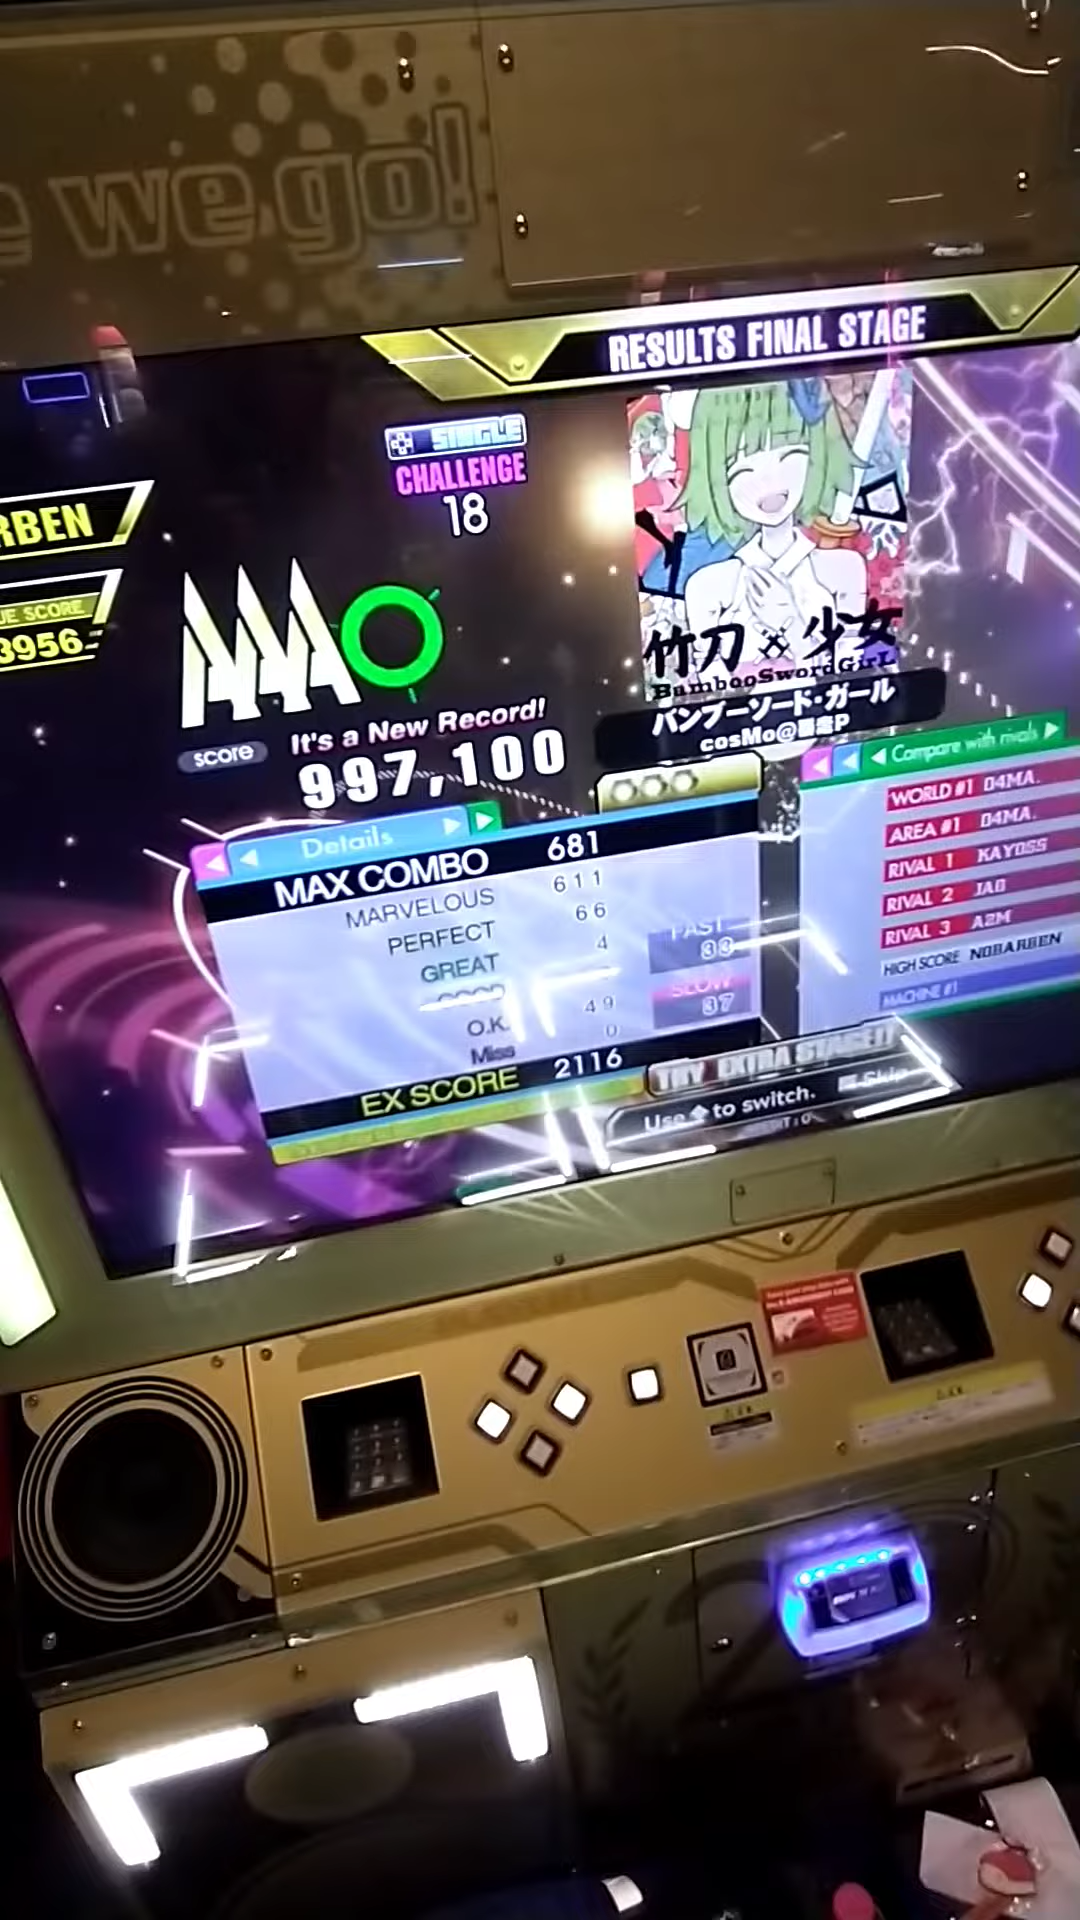 e we go!
RESULTS FINAL STAGE
SINGLE
CHALLENGE
18
RBEN
SCORE
3956
AAA
It's a New Record!
score
997,100
竹刀×少女
BambooSwordGirL
バンブーソード・ガール
cosMo@暴走P
Details
MAX COMBO 681
MARVELOUS 611
PERFECT 66
GREAT 4
GOOD
O.K. 49
Miss 0
FAST
33
SLOW
37
EX SCORE 2116
Compare with rivals
WORLD #1 D4MA.
AREA #1 D4MA.
RIVAL 1 KAYOSS
RIVAL 2 JAO
RIVAL 3 A2M
HIGH SCORE NOBARBEN
MACHINE #1
TRY EXTRA STAGE!!
Use to switch. Skip